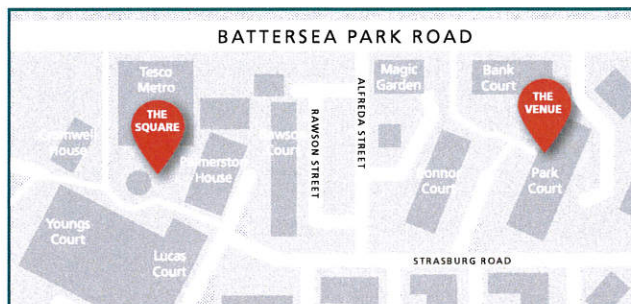 BATTERSEA PARK ROAD
Tesco
Metro
Magic
Garden
Bank
Court
THE
SQUARE
THE
VENUE
ALFREDA STREET
RAWSON STREET
House
House
Court
Court
Park
Court
Youngs
Court
Lucas
Court
STRASBURG ROAD